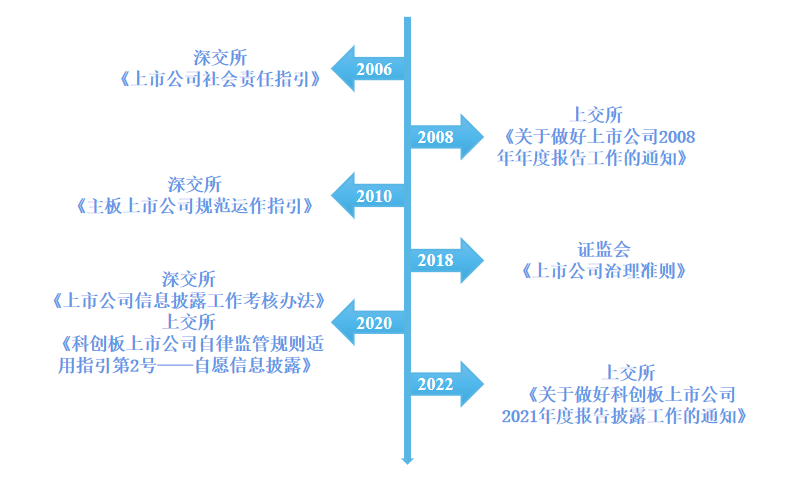 深交所
《上市公司社会责任指引》
2006
上交所
《关于做好上市公司2008
年年度报告工作的通知》
2008
深交所
《主板上市公司规范运作指引》
2010
证监会
《上市公司治理准则》
2018
深交所
《上市公司信息披露工作考核办法》
上交所
《科创板上市公司自律监管规则适
用指引第2号——自愿信息披露》
2020
上交所
《关于做好科创板上市公司
2021年度报告披露工作的通知》
2022